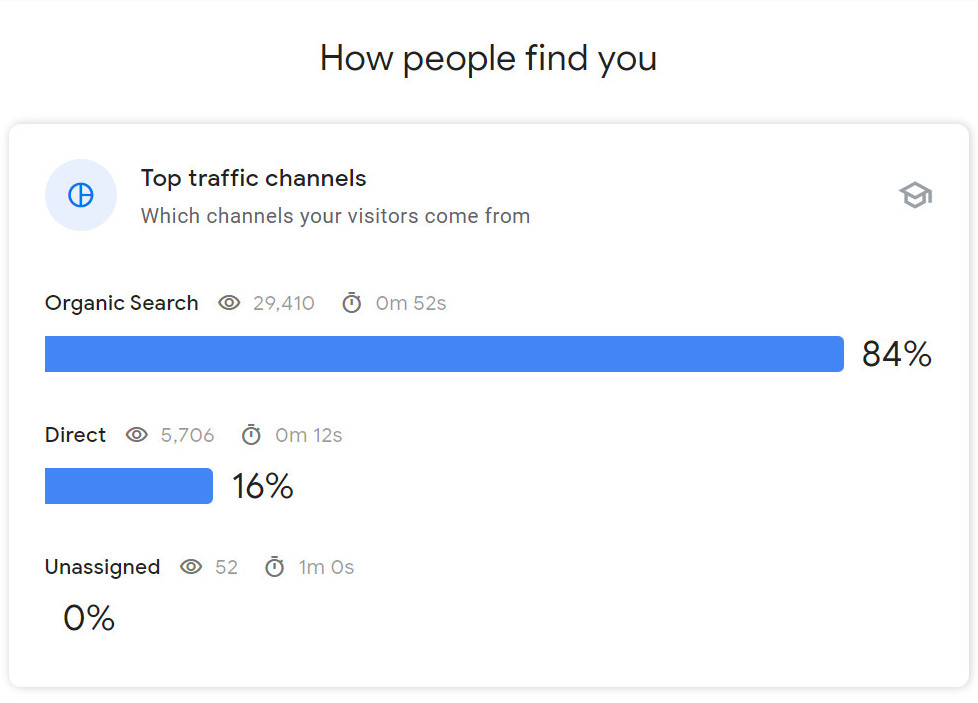 How people find you
Top traffic channels
Which channels your visitors come from
Organic Search 29,410 0m 52s
84%
Direct 5,706 0m 12s
16%
Unassigned 52 1m 0s
0%